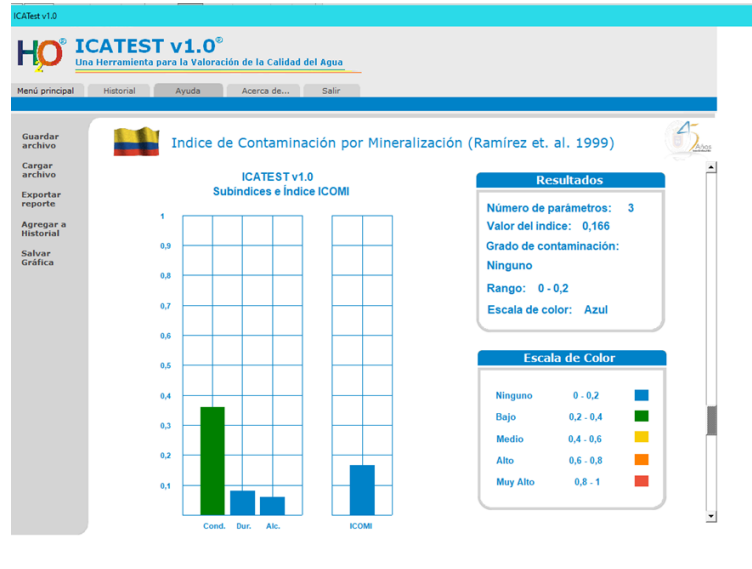 ICATest v1.0
H2O®
ICATEST v1.0®
Una Herramienta para la Valoración de la Calidad del Agua
Menú principal Historial Ayuda Acerca de... Salir
Guardar
archivo
Cargar
archivo
Exportar
reporte
Agregar a
Historial
Salvar
Gráfica
Indice de Contaminación por Mineralización (Ramírez et. al. 1999)
45 Años
ICATEST v1.0
Subíndices e Índice ICOMI
1
0,9
0,8
0,7
0,6
0,5
0,4
0,3
0,2
0,1
Cond. Dur. Alc. ICOMI
Resultados
Número de parámetros: 3
Valor del indice: 0,166
Grado de contaminación:
Ninguno
Rango: 0 - 0,2
Escala de color: Azul
Escala de Color
Ninguno 0 - 0,2
Bajo 0,2 - 0,4
Medio 0,4 - 0,6
Alto 0,6 - 0,8
Muy Alto 0,8 - 1